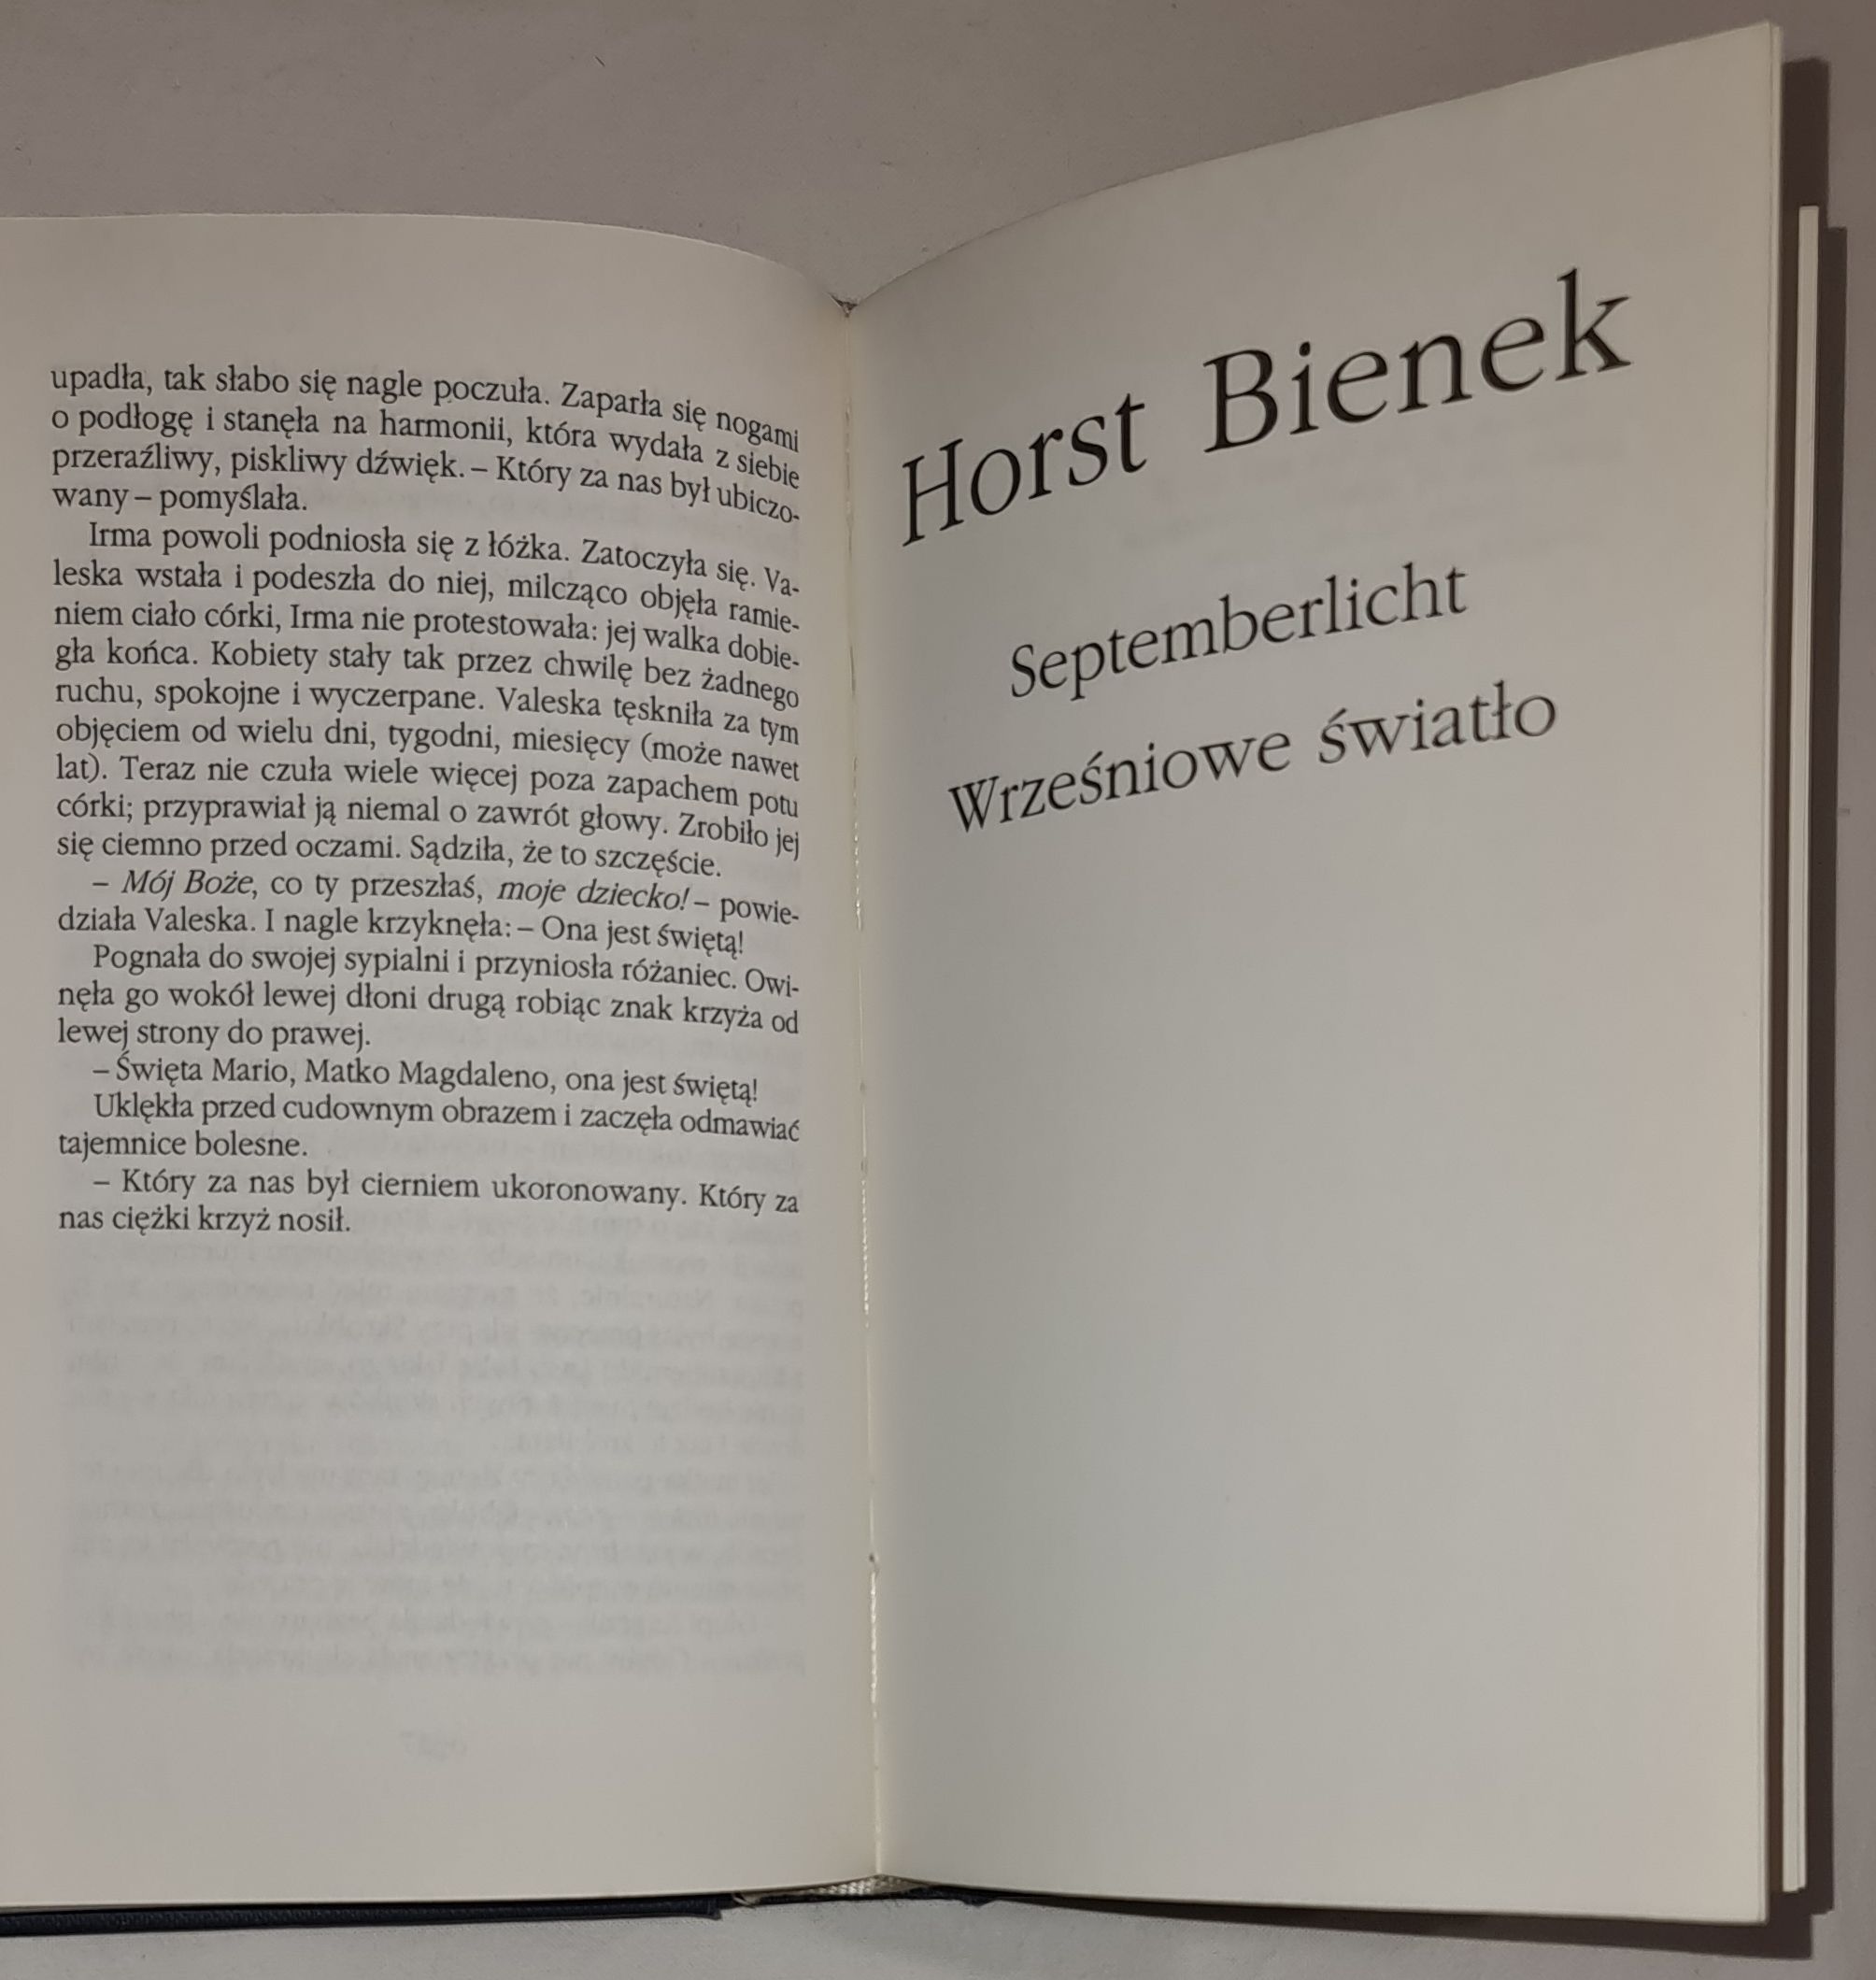 upadła, tak słabo się nagle poczuła. Zaparła się nogami
o podłogę i stanęła na harmonii, która wydała z siebie
przeraźliwy, piskliwy dźwięk. – Który za nas był ubiczo-
wany – pomyślała.
Irma powoli podniosła się z łóżka. Zatoczyła się. Va-
leska wstała i podeszła do niej, milcząco objęła ramie-
niem ciało córki, Irma nie protestowała: jej walka dobie-
gła końca. Kobiety stały tak przez chwilę bez żadnego
ruchu, spokojne i wyczerpane. Valeska tęskniła za tym
objęciem od wielu dni, tygodni, miesięcy (może nawet
lat). Teraz nie czuła wiele więcej poza zapachem potu
córki; przyprawiał ją niemal o zawrót głowy. Zrobiło jej
się ciemno przed oczami. Sądziła, że to szczęście.
– Mój Boże, co ty przeszłaś, moje dziecko! – powie-
działa Valeska. I nagle krzyknęła: – Ona jest świętą!
Pognała do swojej sypialni i przyniosła różaniec. Owi-
nęła go wokół lewej dłoni drugą robiąc znak krzyża od
lewej strony do prawej.
– Święta Mario, Matko Magdaleno, ona jest świętą!
Uklękła przed cudownym obrazem i zaczęła odmawiać
tajemnice bolesne.
– Który za nas był cierniem ukoronowany. Który za
nas ciężki krzyż nosił.
Horst Bienek
Septemberlicht
Wrześniowe światło